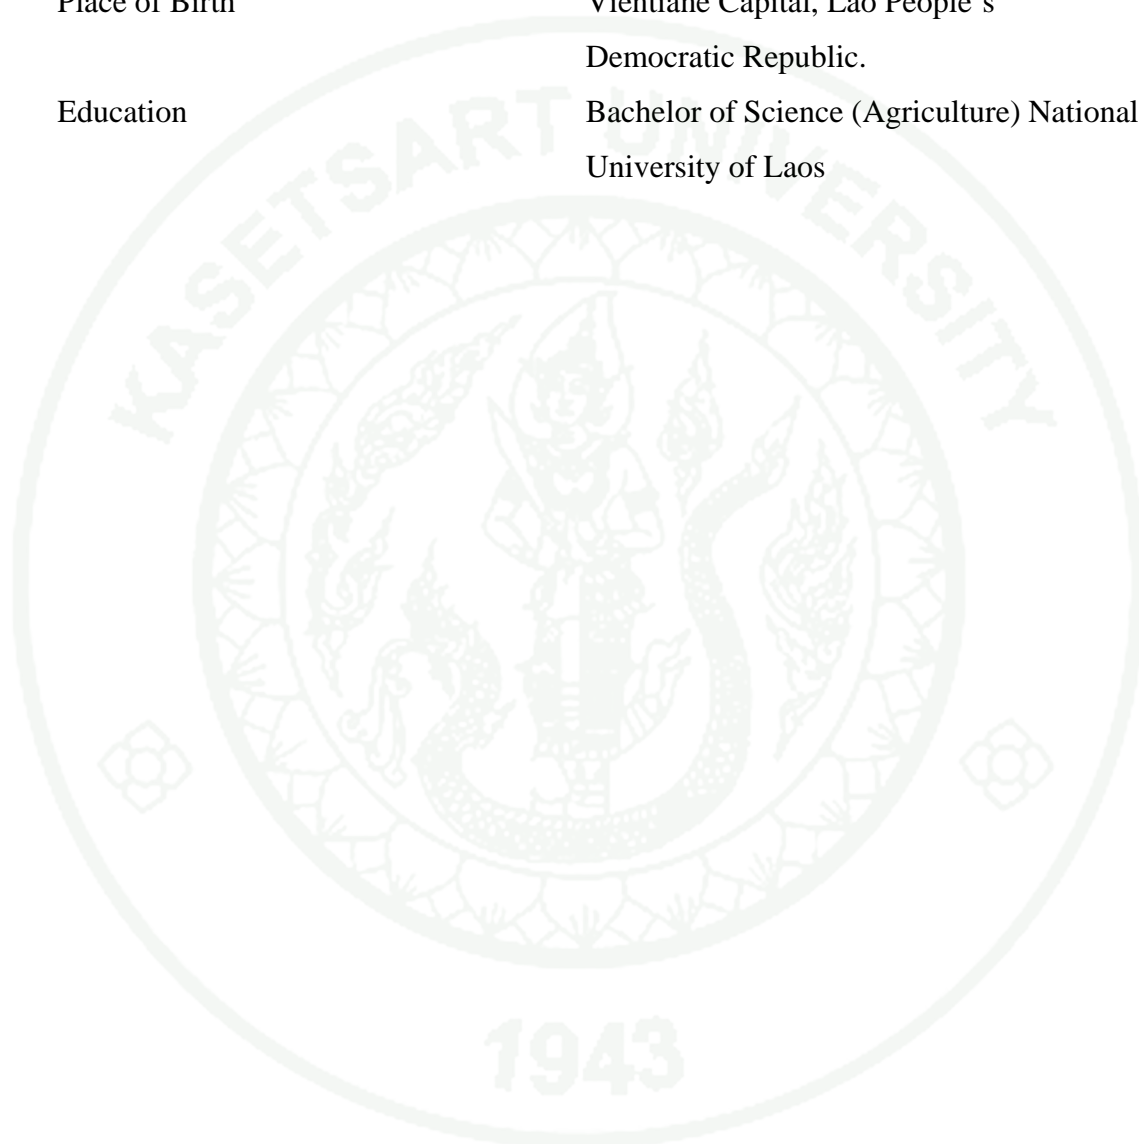 Place of Birth Vientiane Capital, Lao People's
Democratic Republic.
Education Bachelor of Science (Agriculture) National
University of Laos
KASETSART UNIVERSITY
1943